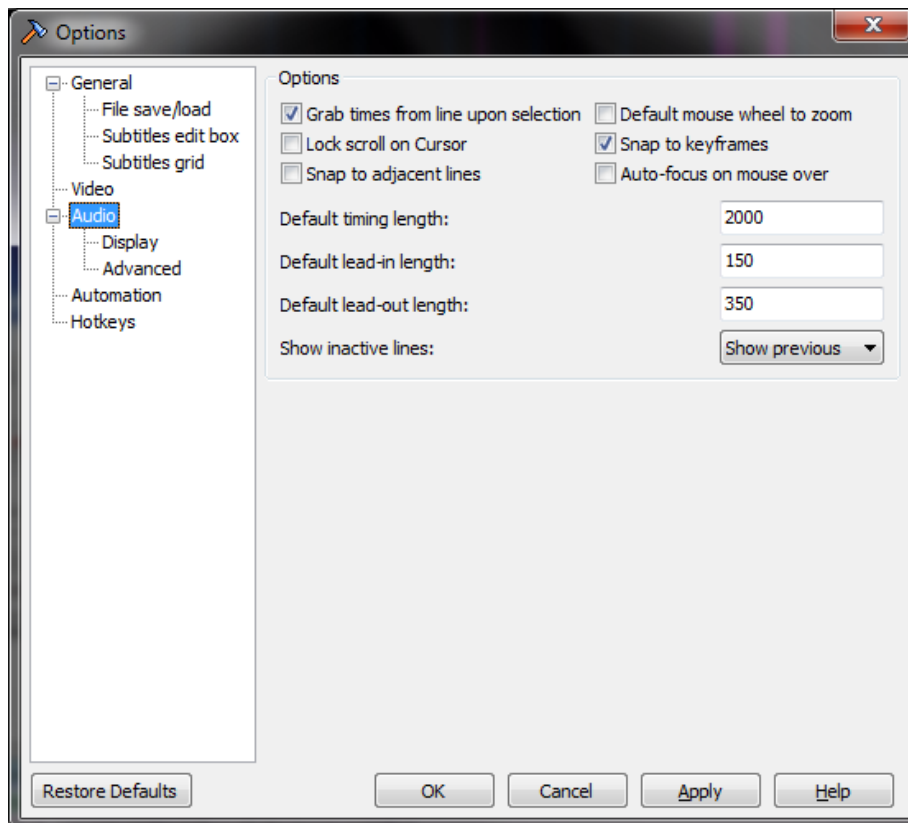 Options
General
File save/load
Subtitles edit box
Subtitles grid
Video
Audio
Display
Advanced
Automation
Hotkeys
Options
Grab times from line upon selection
Default mouse wheel to zoom
Lock scroll on Cursor
Snap to keyframes
Snap to adjacent lines
Auto-focus on mouse over
Default timing length: 2000
Default lead-in length: 150
Default lead-out length: 350
Show inactive lines: Show previous
Restore Defaults
OK
Cancel
Apply
Help